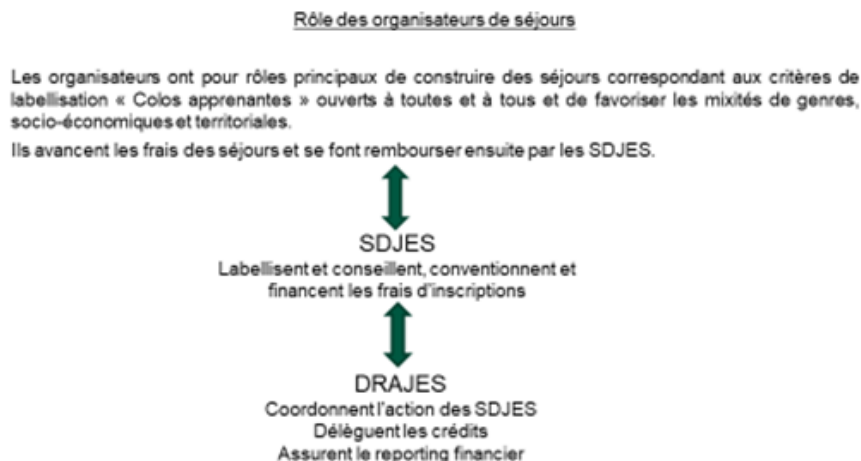 Rôle des organisateurs de séjours
Les organisateurs ont pour rôles principaux de construire des séjours correspondant aux critères de
labellisation « Colos apprenantes » ouverts à toutes et à tous et de favoriser les mixités de genres,
socio-économiques et territoriales.
Ils avancent les frais des séjours et se font rembourser ensuite par les SDJES.
SDJES
Labellisent et conseillent, conventionnent et
financent les frais d'inscriptions
DRAJES
Coordonnent l'action des SDJES
Délèguent les crédits
Assurent le reporting financier